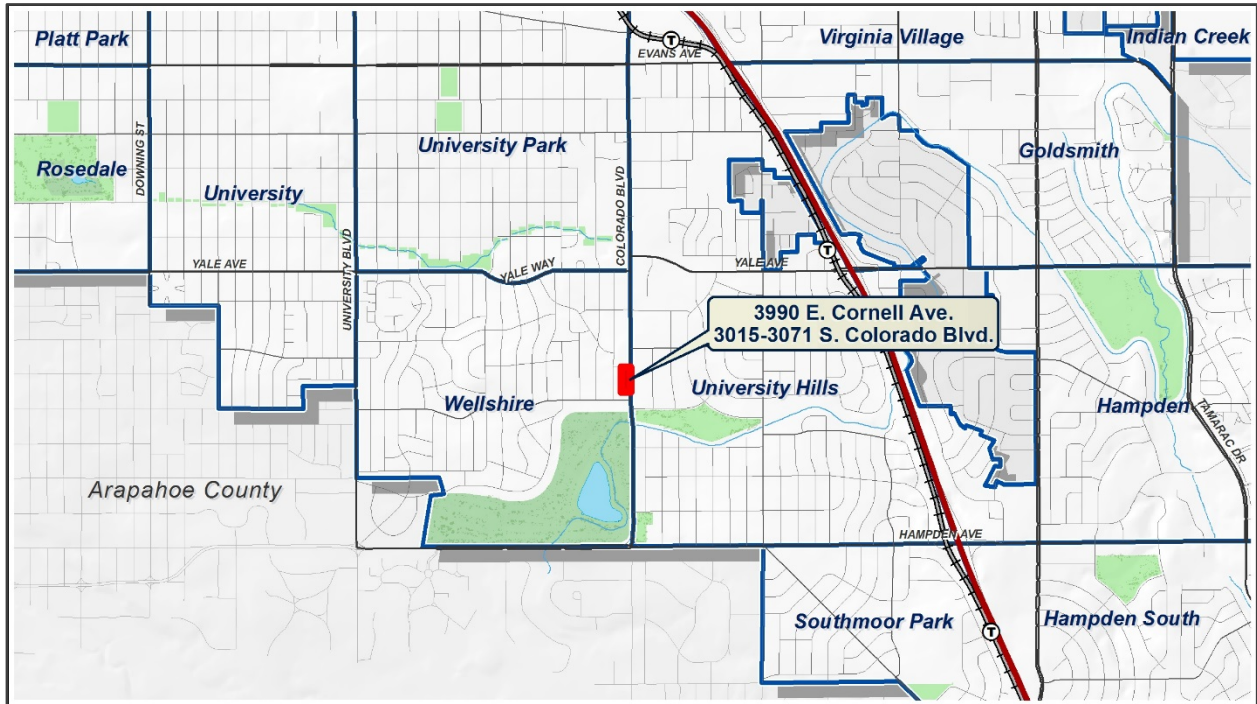 Platt Park
Virginia Village
Indian Creek
EVANS AVE
University Park
Goldsmith
Rosedale
DOWNING ST
University
COLORADO BLVD
UNIVERSITY BLVD
YALE AVE
YALE WAY
YALE AVE
3990 E. Cornell Ave.
3015-3071 S. Colorado Blvd.
University Hills
Wellshire
Hampden
TAMARAC DR
Arapahoe County
HAMPDEN AVE
Southmoor Park
Hampden South
T
T
T